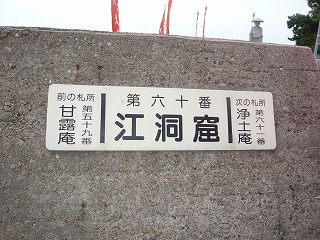 第六十番
江洞窟
前の札所
第五十九番
甘露庵
次の札所
第六十一番
浄土庵